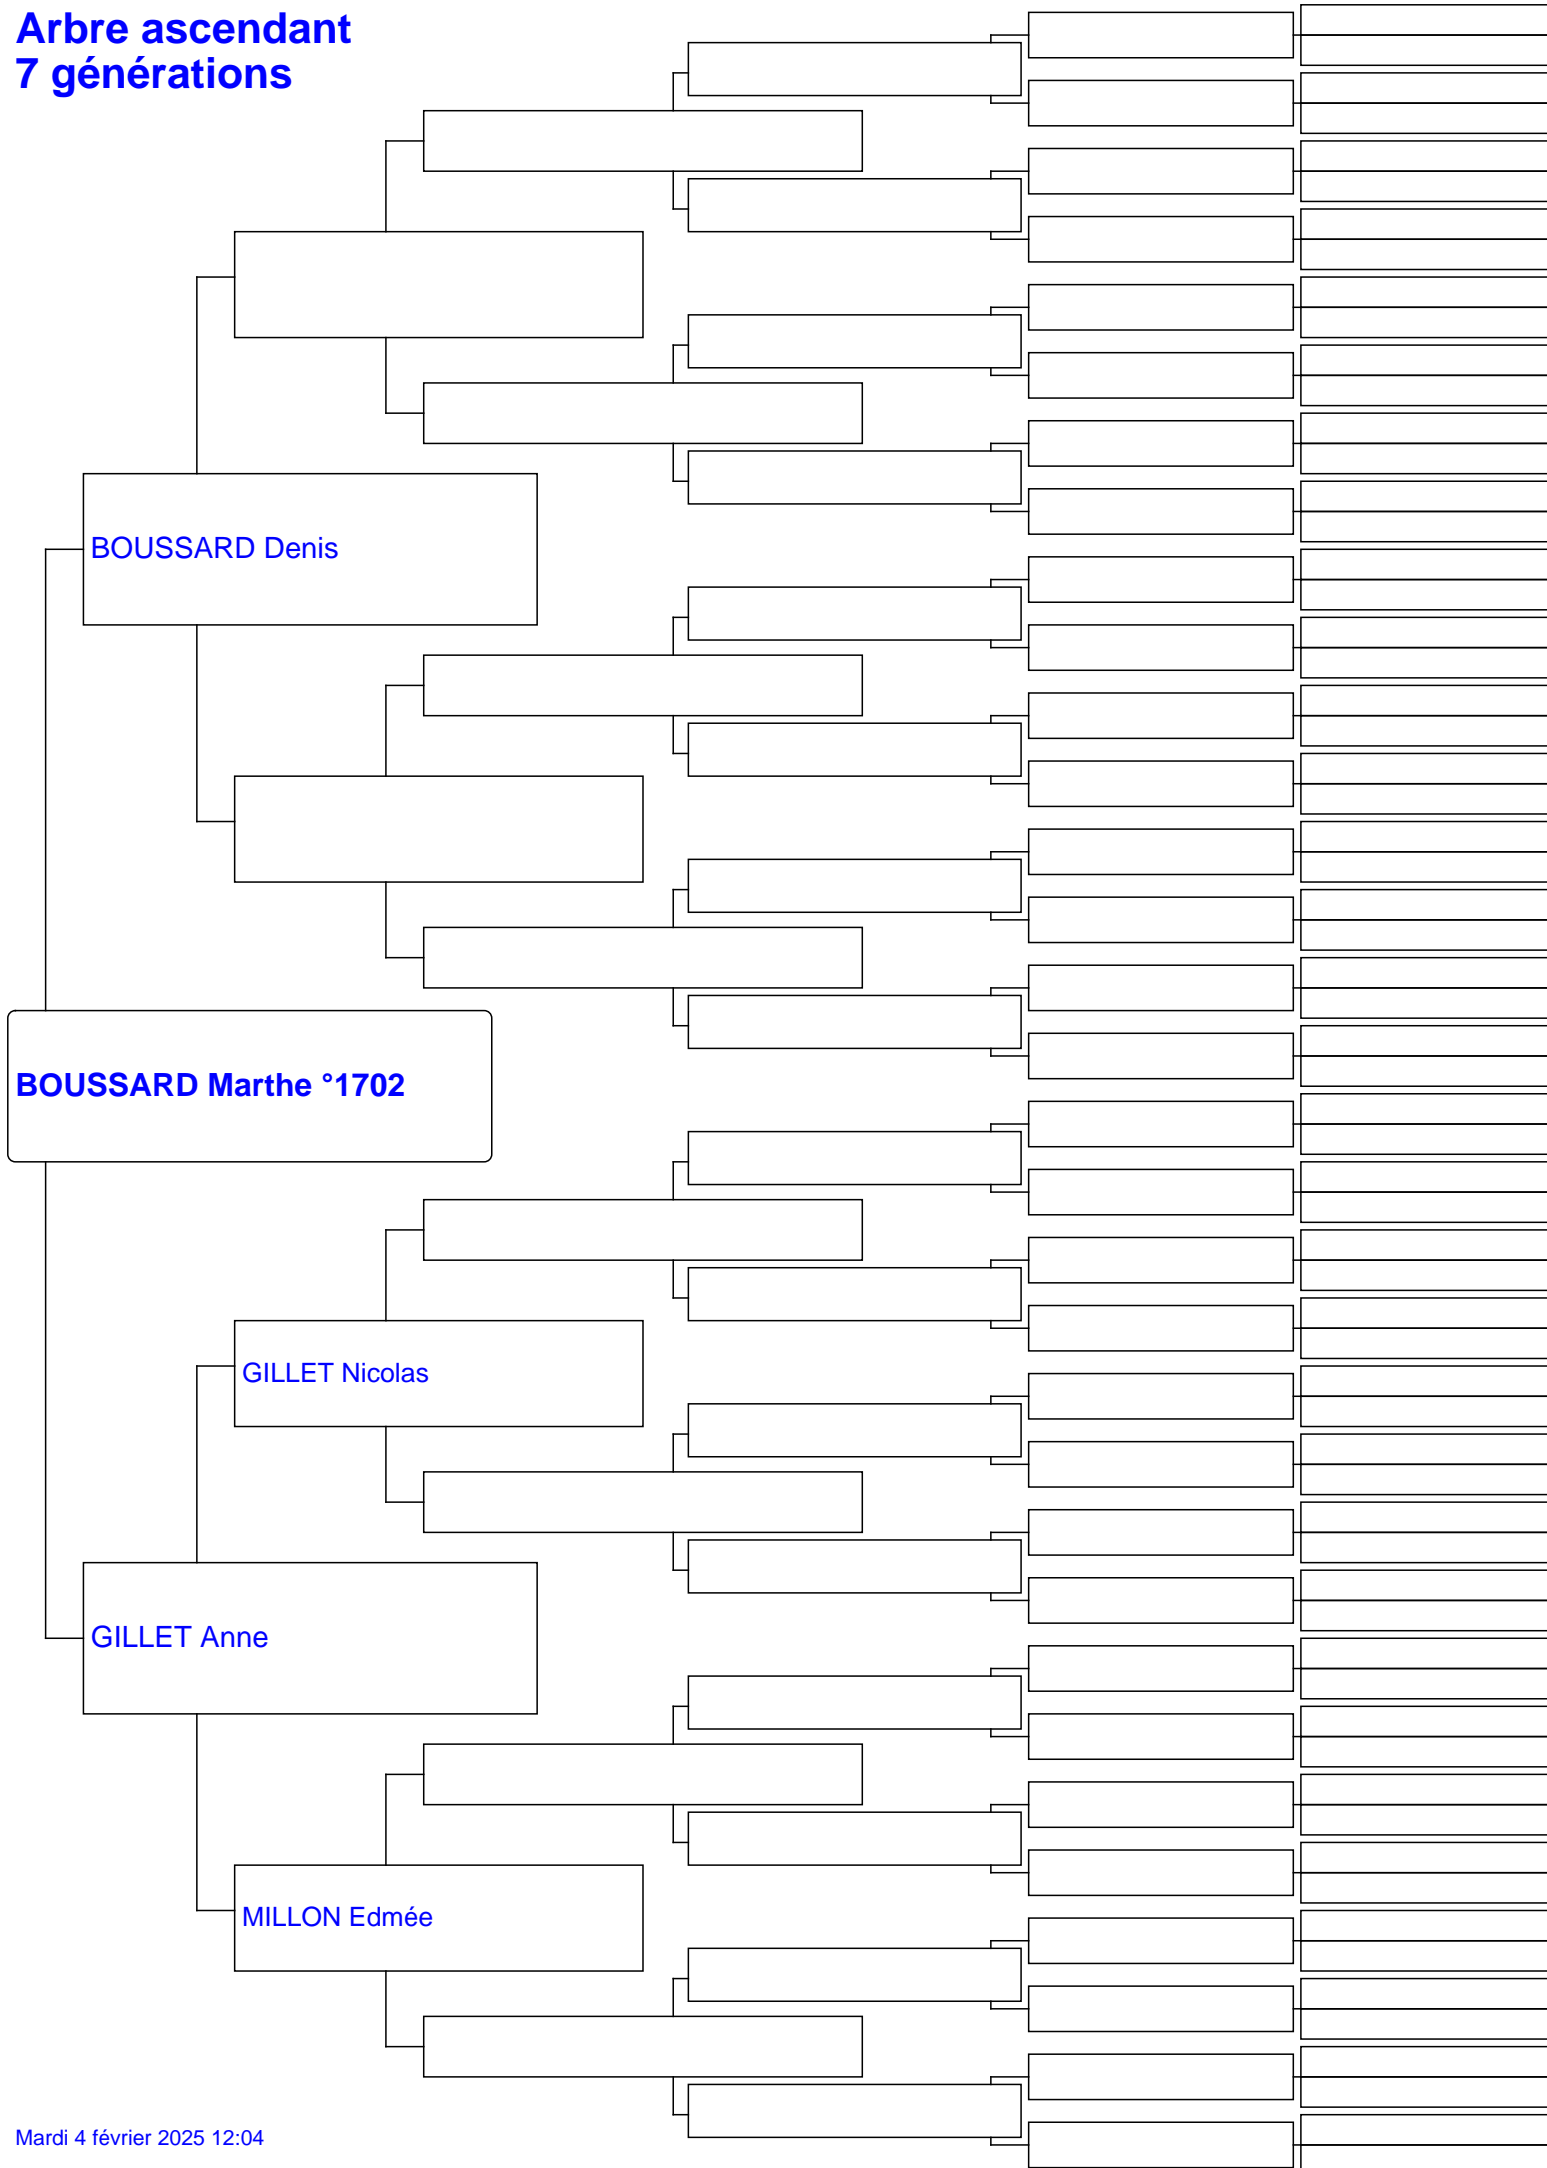 Arbre ascendant
7 générations
BOUSSARD Denis
BOUSSARD Marthe °1702
GILLET Nicolas
GILLET Anne
MILLON Edmée
Mardi 4 février 2025 12:04